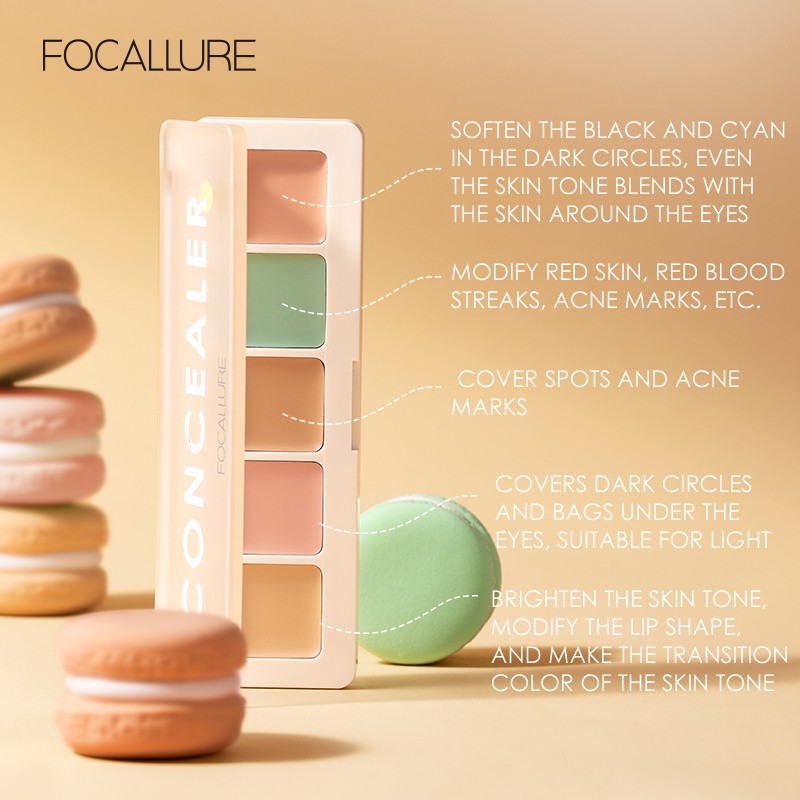 FOCALLURE
SOFTEN THE BLACK AND CYAN
IN THE DARK CIRCLES, EVEN
THE SKIN TONE BLENDS WITH
THE SKIN AROUND THE EYES
MODIFY RED SKIN, RED BLOOD
STREAKS, ACNE MARKS, ETC.
COVER SPOTS AND ACNE
MARKS
COVERS DARK CIRCLES
AND BAGS UNDER THE
EYES, SUITABLE FOR LIGHT
BRIGHTEN THE SKIN TONE,
MODIFY THE LIP SHAPE,
AND MAKE THE TRANSITION
COLOR OF THE SKIN TONE
CONCEALER
FOCALLURE